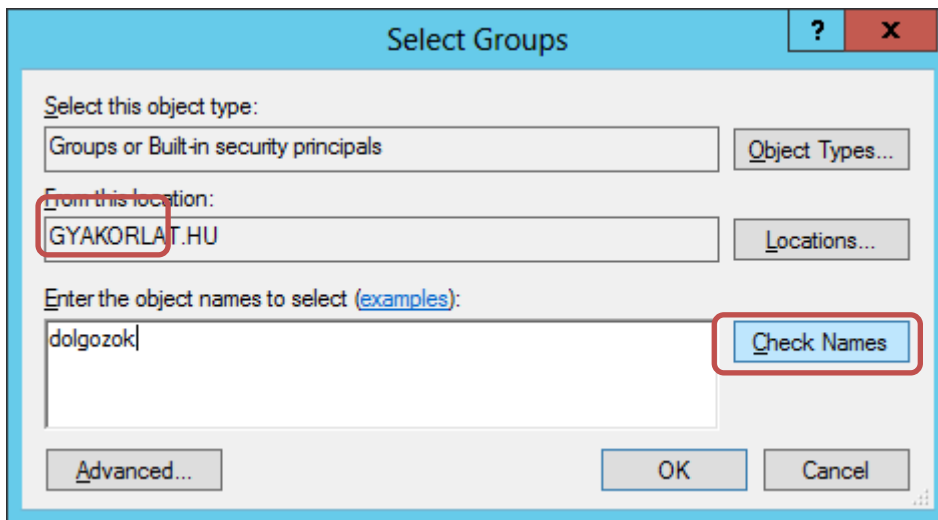 Select Groups
?
x
Select this object type:
Groups or Built-in security principals
Object Types...
From this location:
GYAKORLAT.HU
Locations...
Enter the object names to select (examples):
dolgozok
Check Names
Advanced...
OK
Cancel